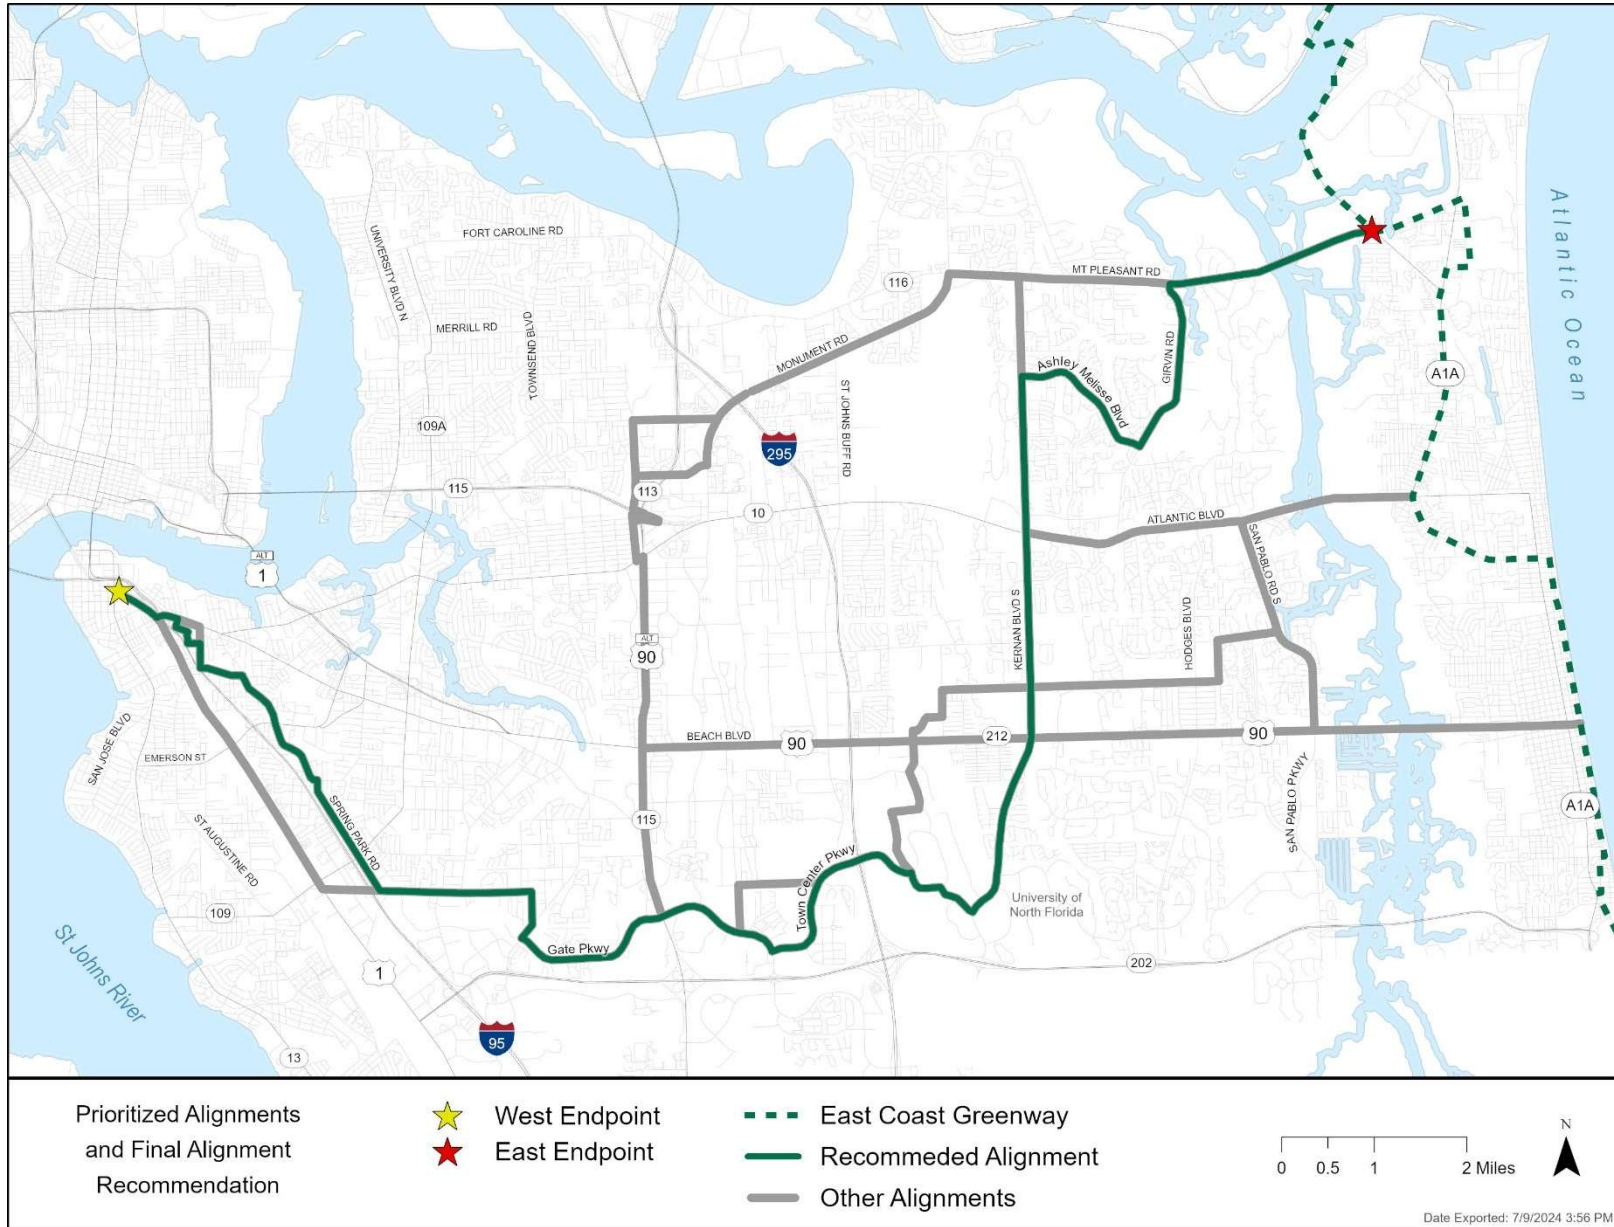 FORT CAROLINE RD
UNIVERSITY BLVD N
MERRILL RD
TOWNSEND BLVD
109A
115
116
MONUMENT RD
ST JOHNS BUFF RD
295
113
10
MT PLEASANT RD
GIRVIN RD
Ashley Melisse Blvd
A1A
Atlantic Ocean
ATLANTIC BLVD
SAN PABLO RD S
HODGES BLVD
KERNAN BLVD S
ALT
1
ALT
90
BEACH BLVD
90
212
90
SAN JOSE BLVD
EMERSON ST
SPRING PARK RD
ST AUGUSTINE RD
109
115
Town Center Pkwy
Gate Pkwy
University of
North Florida
SAN PABLO PKWY
A1A
202
1
95
13
St Johns River
Prioritized Alignments
and Final Alignment
Recommendation
West Endpoint
East Endpoint
East Coast Greenway
Recommeded Alignment
Other Alignments
N
0 0.5 1 2 Miles
Date Exported: 7/9/2024 3:56 PM